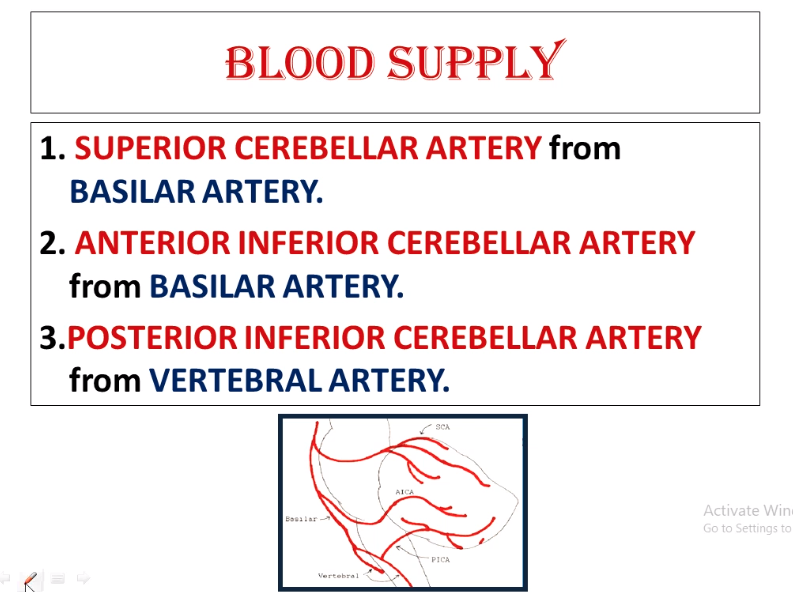 BLOOD SUPPLY
1. SUPERIOR CEREBELLAR ARTERY from
BASILAR ARTERY.
2. ANTERIOR INFERIOR CEREBELLAR ARTERY
from BASILAR ARTERY.
3.POSTERIOR INFERIOR CEREBELLAR ARTERY
from VERTEBRAL ARTERY.
SCA
AICA
Basilar
PICA
Vertebral
Activate Win
Go to Settings to